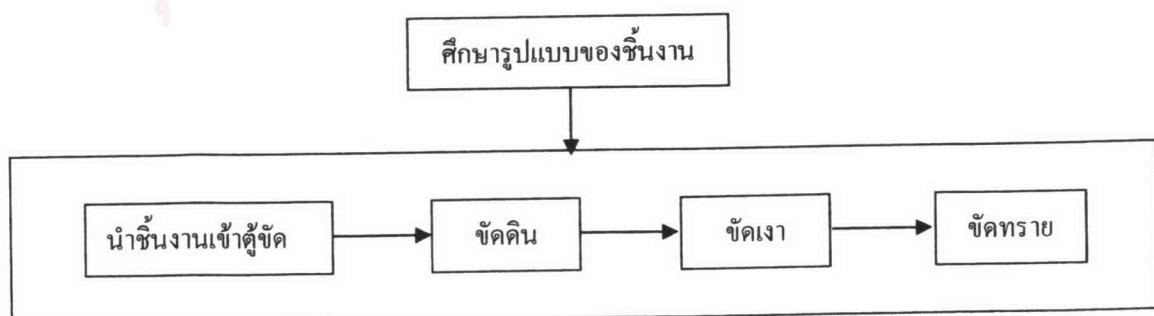 ศึกษารูปแบบของชิ้นงาน
นำชิ้นงานเข้าตู้ขัด
ขัดดิน
ขัดเงา
ขัดทราย